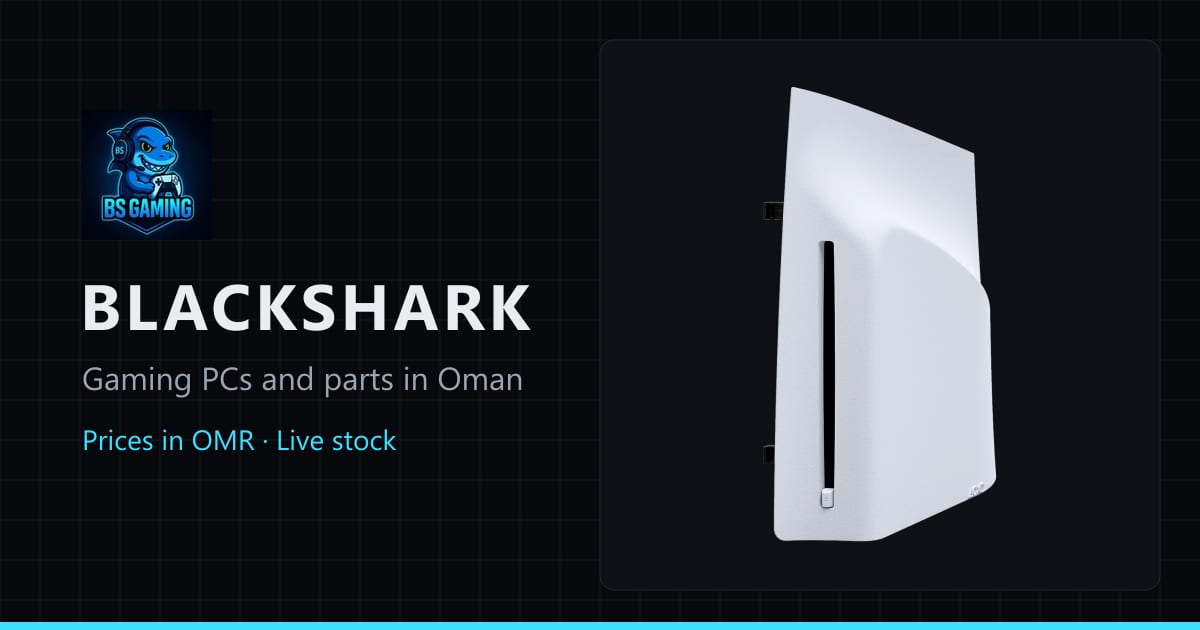 BS
BS GAMING
BLACKSHARK
Gaming PCs and parts in Oman
Prices in OMR · Live stock